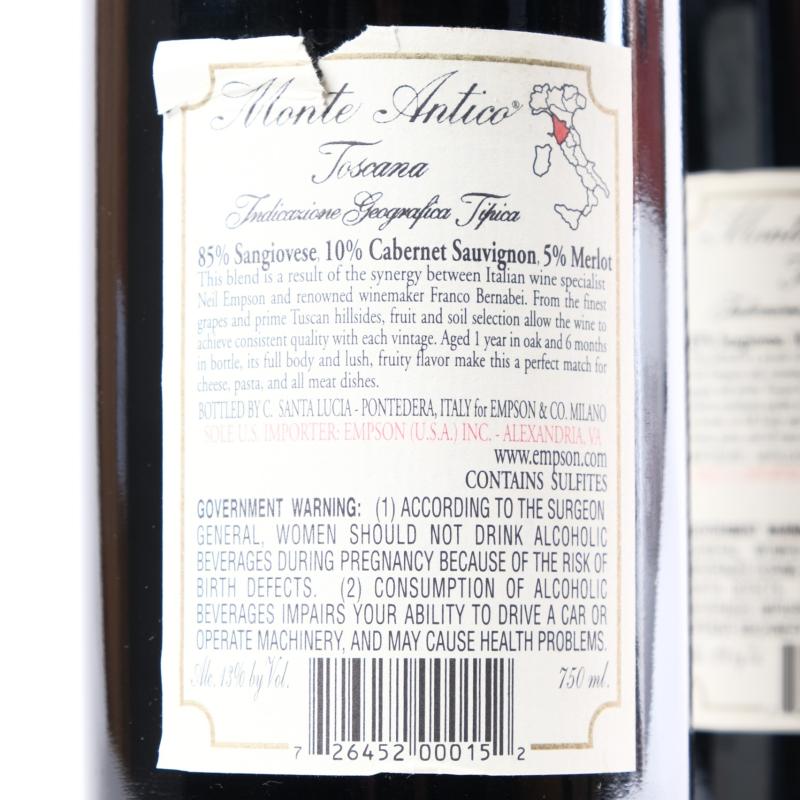 Monte Antico®
Toscana
Indicazione Geografica Tipica
85% Sangiovese, 10% Cabernet Sauvignon, 5% Merlot
This blend is a result of the synergy between Italian wine specialist
Neil Empson and renowned winemaker Franco Bernabei. From the finest
grapes and prime Tuscan hillsides, fruit and soil selection allow the wine to
achieve consistent quality with each vintage. Aged 1 year in oak and 6 months
in bottle, its full body and lush, fruity flavor make this a perfect match for
cheese, pasta, and all meat dishes.
BOTTLED BY C. SANTA LUCIA - PONTEDERA, ITALY for EMPSON & CO. MILANO
SOLE U.S. IMPORTER: EMPSON (U.S.A.) INC. - ALEXANDRIA, VA
www.empson.com
CONTAINS SULFITES
GOVERNMENT WARNING: (1) ACCORDING TO THE SURGEON
GENERAL, WOMEN SHOULD NOT DRINK ALCOHOLIC
BEVERAGES DURING PREGNANCY BECAUSE OF THE RISK OF
BIRTH DEFECTS. (2) CONSUMPTION OF ALCOHOLIC
BEVERAGES IMPAIRS YOUR ABILITY TO DRIVE A CAR OR
OPERATE MACHINERY, AND MAY CAUSE HEALTH PROBLEMS.
Alc. 13% by Vol. 750 ml.
7 26452 00015 2